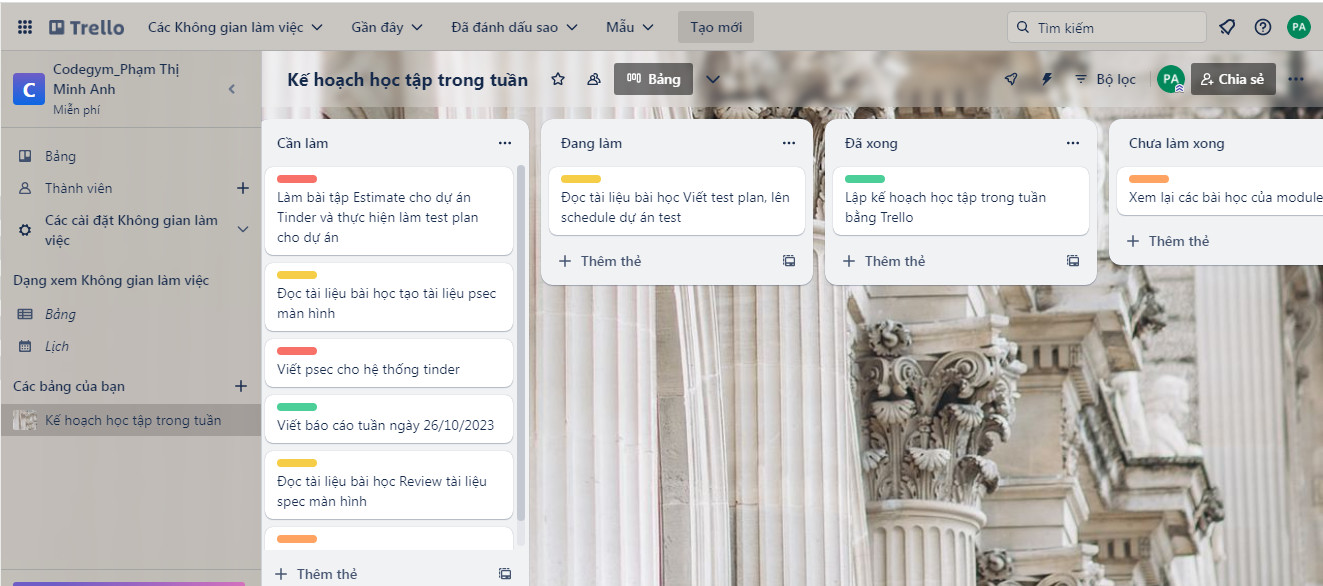 Trello
Các Không gian làm việc
Gần đây
Đã đánh dấu sao
Mẫu
Tạo mới
Tìm kiếm
PA
C
Codegym_Phạm Thị
Minh Anh
Miễn phí
Bảng
Thành viên
Các cài đặt Không gian làm
việc
Dạng xem Không gian làm việc
Bảng
Lịch
Các bảng của bạn
Kế hoạch học tập trong tuần
Kế hoạch học tập trong tuần
Bảng
Bộ lọc
PA
Chia sẻ
Cần làm
Làm bài tập Estimate cho dự án
Tinder và thực hiện làm test plan
cho dự án
Đọc tài liệu bài học tạo tài liệu psec
màn hình
Viết psec cho hệ thống tinder
Viết báo cáo tuần ngày 26/10/2023
Đọc tài liệu bài học Review tài liệu
spec màn hình
Thêm thẻ
Đang làm
Đọc tài liệu bài học Viết test plan, lên
schedule dự án test
Thêm thẻ
Đã xong
Lập kế hoạch học tập trong tuần
bằng Trello
Thêm thẻ
Chưa làm xong
Xem lại các bài học của module
Thêm thẻ